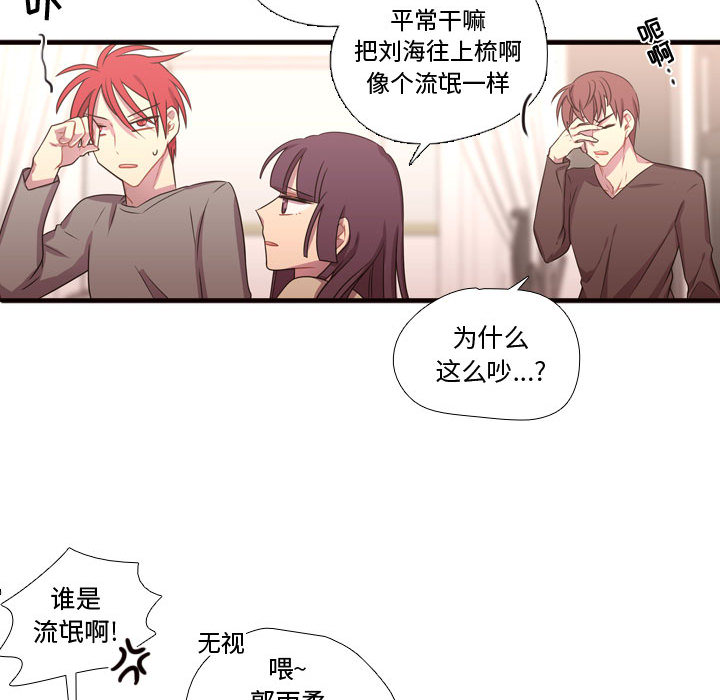 平常干嘛
把刘海往上梳啊
像个流氓一样
呃
啊..
为什么
这么吵...?
谁是
流氓啊!
无视
喂~